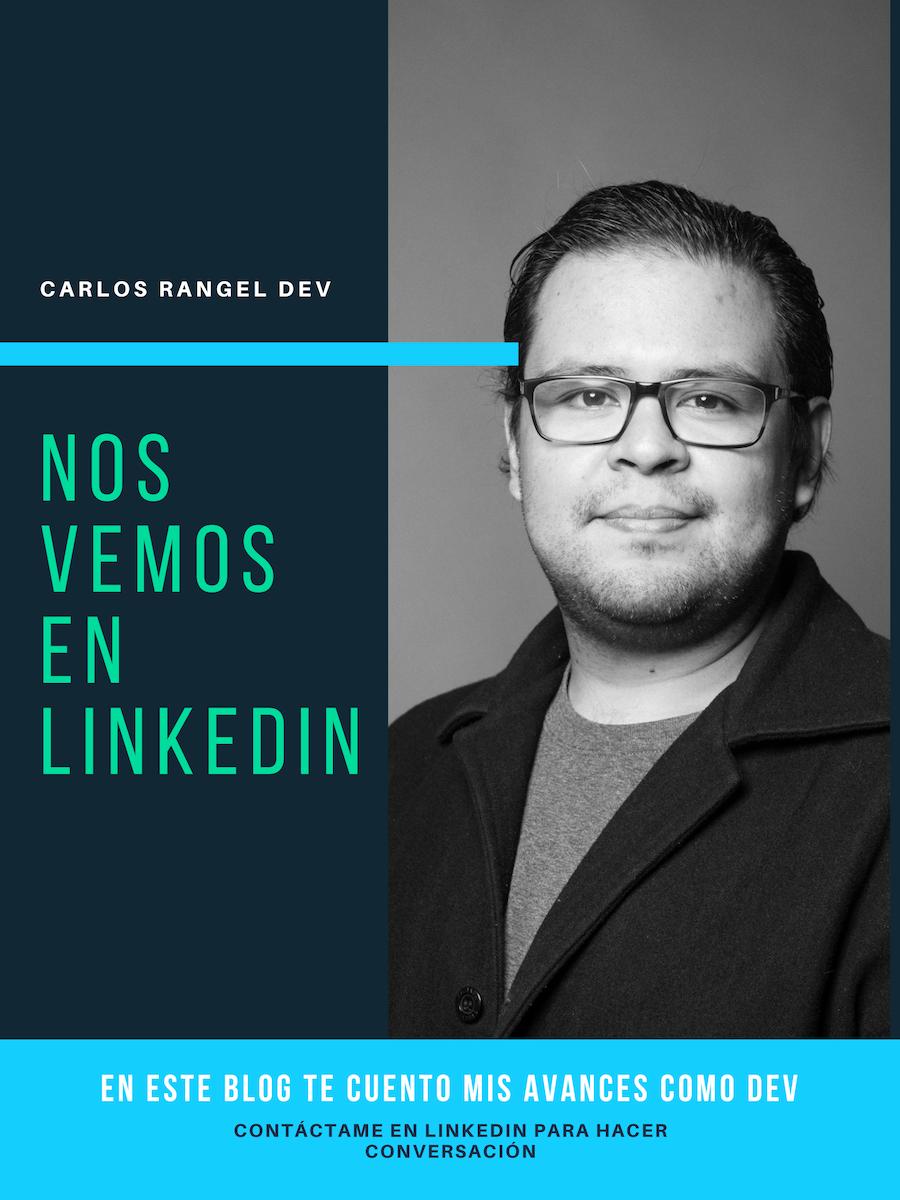 CARLOS RANGEL DEV
NOS
VEMOS
EN
LINKEDIN
EN ESTE BLOG TE CUENTO MIS AVANCES COMO DEV
CONTÁCTAME EN LINKEDIN PARA HACER
CONVERSACIÓN